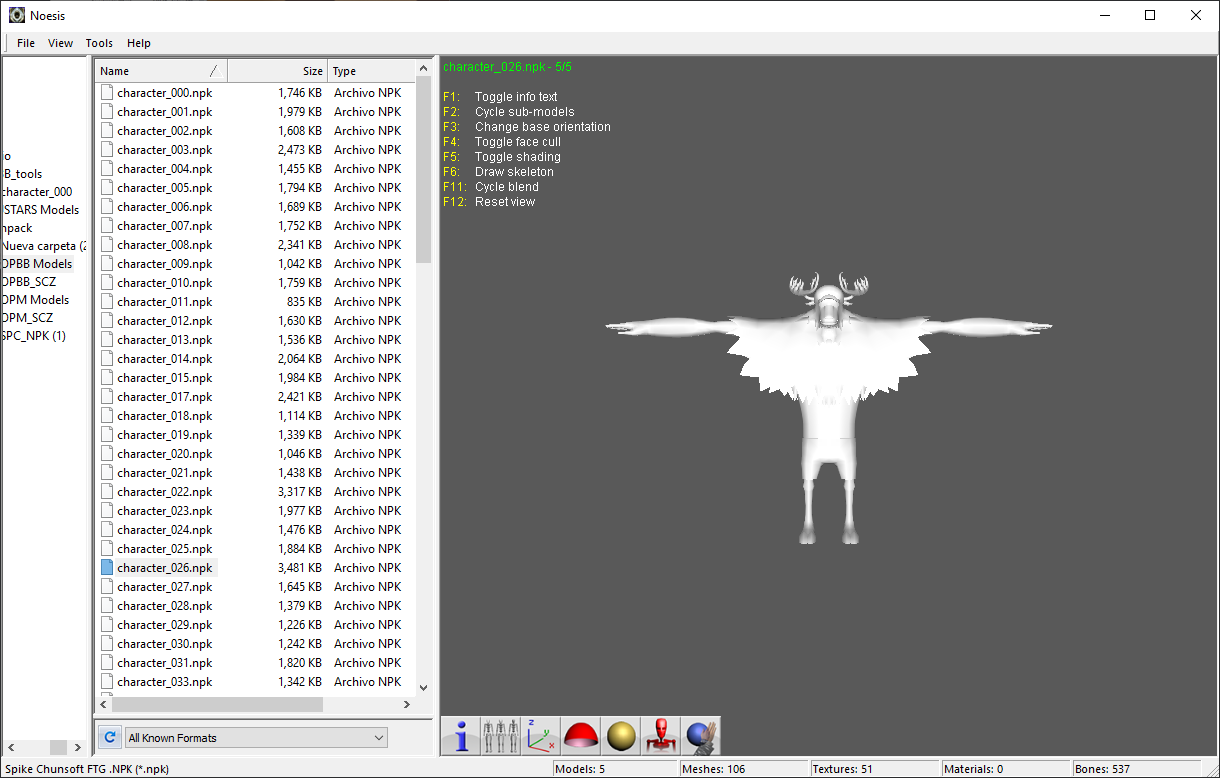 Noesis
File View Tools Help
io
B_tools
character_000
STARS Models
npack
Nueva carpeta (2
OPBB Models
OPBB_SCZ
OPM Models
OPM_SCZ
SPC_NPK (1)
Name Size Type
character_000.npk 1,746 KB Archivo NPK
character_001.npk 1,979 KB Archivo NPK
character_002.npk 1,608 KB Archivo NPK
character_003.npk 2,473 KB Archivo NPK
character_004.npk 1,455 KB Archivo NPK
character_005.npk 1,794 KB Archivo NPK
character_006.npk 1,689 KB Archivo NPK
character_007.npk 1,752 KB Archivo NPK
character_008.npk 2,341 KB Archivo NPK
character_009.npk 1,042 KB Archivo NPK
character_010.npk 1,759 KB Archivo NPK
character_011.npk 835 KB Archivo NPK
character_012.npk 1,630 KB Archivo NPK
character_013.npk 1,536 KB Archivo NPK
character_014.npk 2,064 KB Archivo NPK
character_015.npk 1,984 KB Archivo NPK
character_017.npk 2,421 KB Archivo NPK
character_018.npk 1,114 KB Archivo NPK
character_019.npk 1,339 KB Archivo NPK
character_020.npk 1,046 KB Archivo NPK
character_021.npk 1,438 KB Archivo NPK
character_022.npk 3,317 KB Archivo NPK
character_023.npk 1,977 KB Archivo NPK
character_024.npk 1,476 KB Archivo NPK
character_025.npk 1,884 KB Archivo NPK
character_026.npk 3,481 KB Archivo NPK
character_027.npk 1,645 KB Archivo NPK
character_028.npk 1,379 KB Archivo NPK
character_029.npk 1,226 KB Archivo NPK
character_030.npk 1,242 KB Archivo NPK
character_031.npk 1,820 KB Archivo NPK
character_033.npk 1,342 KB Archivo NPK
All Known Formats
character_026.npk - 5/5
F1: Toggle info text
F2: Cycle sub-models
F3: Change base orientation
F4: Toggle face cull
F5: Toggle shading
F6: Draw skeleton
F11: Cycle blend
F12: Reset view
z
y
x
Spike Chunsoft FTG .NPK (*.npk) Models: 5 Meshes: 106 Textures: 51 Materials: 0 Bones: 537